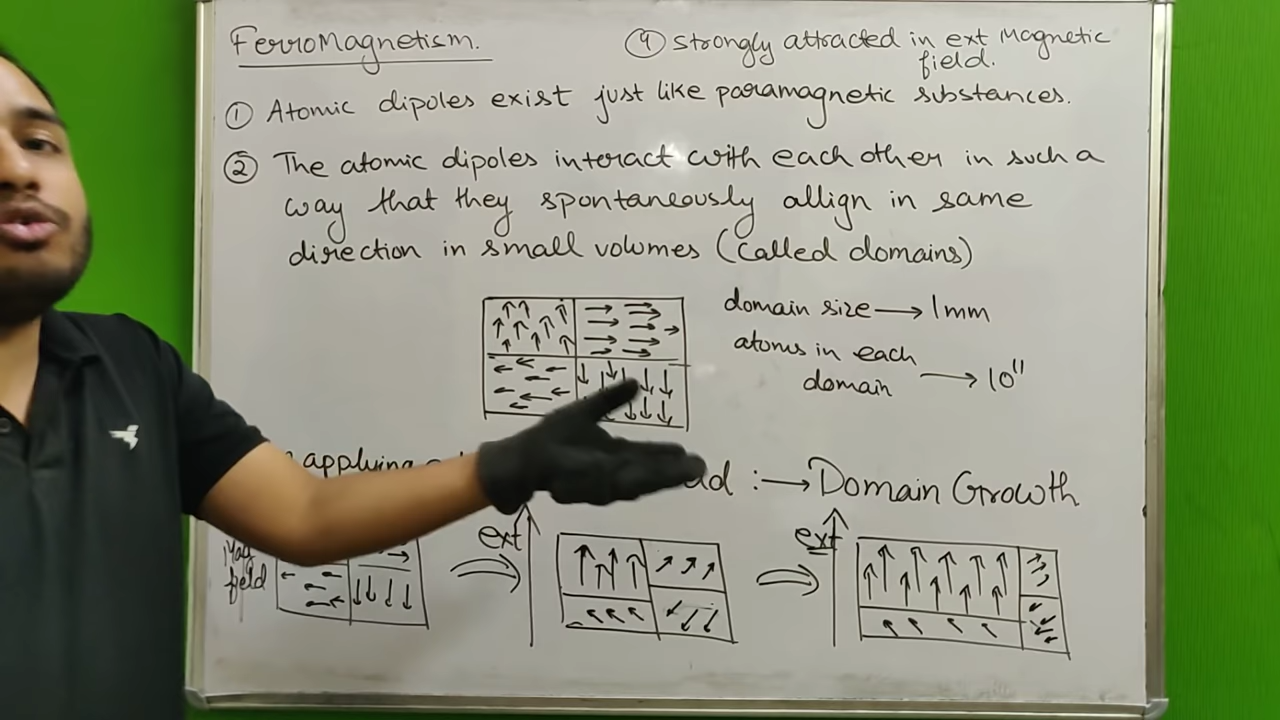 FerroMagnetism.
④ strongly attracted in ext Magnetic
field.
① Atomic dipoles exist just like paramagnetic substances.
② The atomic dipoles interact with each other in such a
way that they spontaneously allign in same
direction in small volumes (called domains)
domain size → 1mm
atoms in each
domain → 10¹¹
applying
:→ Domain Growth
Mag
field
ext
ext